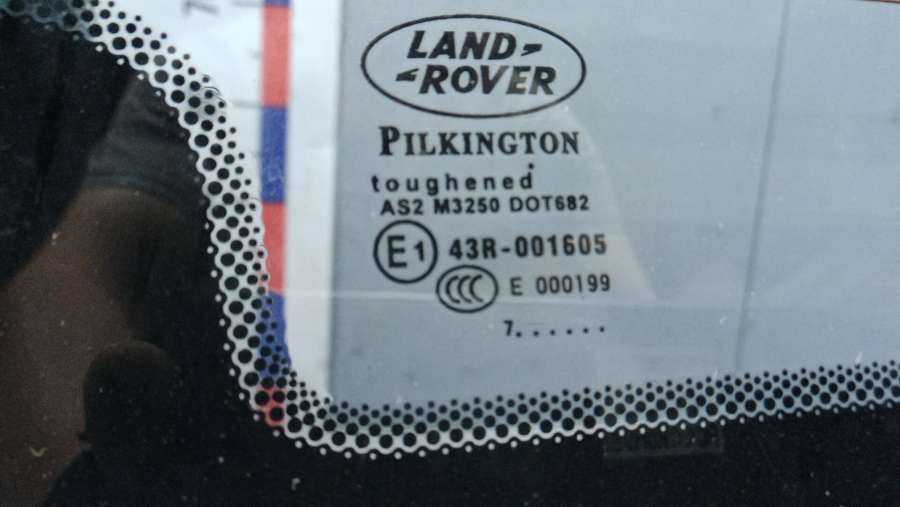 LAND-
-ROVER
PILKINGTON
toughened
AS2 M3250 DOT682
E1 43R-001605
CCC E 000199
7......